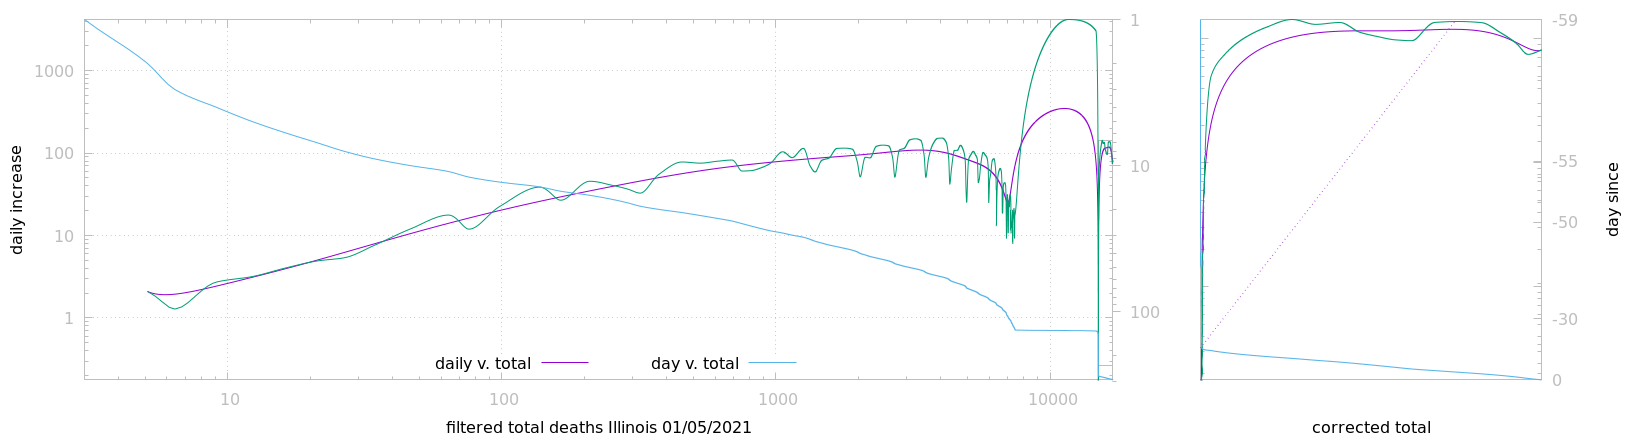 1000
100
10
1
daily increase
1
10
100
daily v. total
day v. total
10
100
1000
10000
filtered total deaths Illinois 01/05/2021
-59
-55
-50
-30
0
day since
corrected total